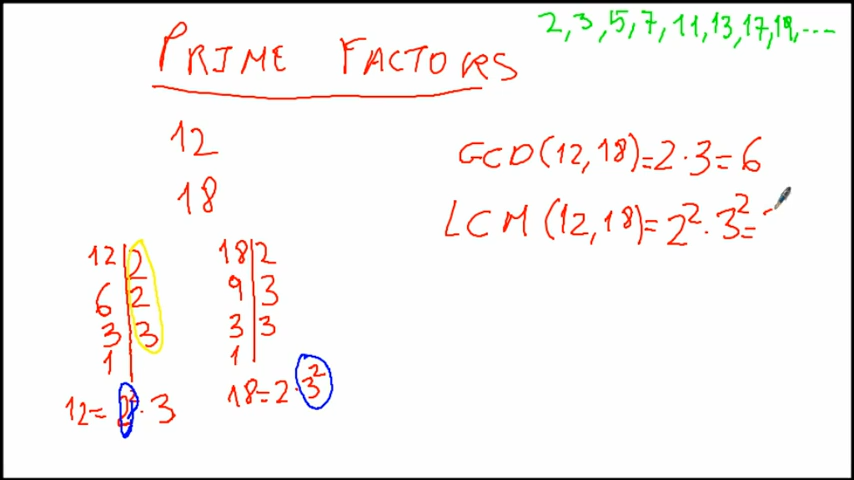 2, 3, 5, 7, 11, 13, 17, 19, ...
PRIME FACTORS
12
18
GCD (12, 18) = 2 · 3 = 6
LCM (12, 18) = 2² · 3² =
12 | 2
6 | 2
3 | 3
1 |
12 = 2² · 3
18 | 2
9 | 3
3 | 3
1 |
18 = 2 · 3²